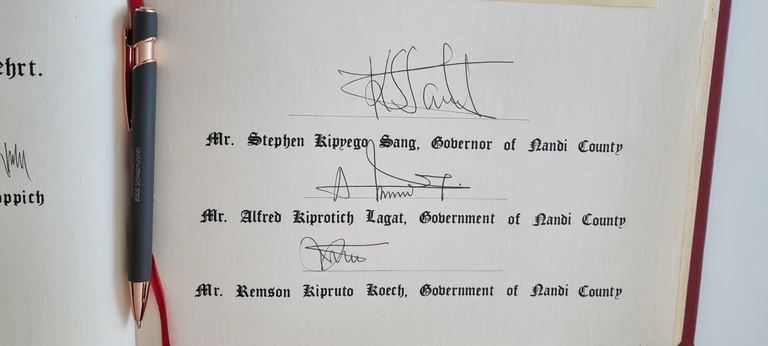 ehrt.
Mr. Stephen Kipyego Sang, Governor of Nandi County
Mr. Alfred Kiprotich Lagat, Government of Nandi County
oppich
Mr. Remson Kipruto Koech, Government of Nandi County